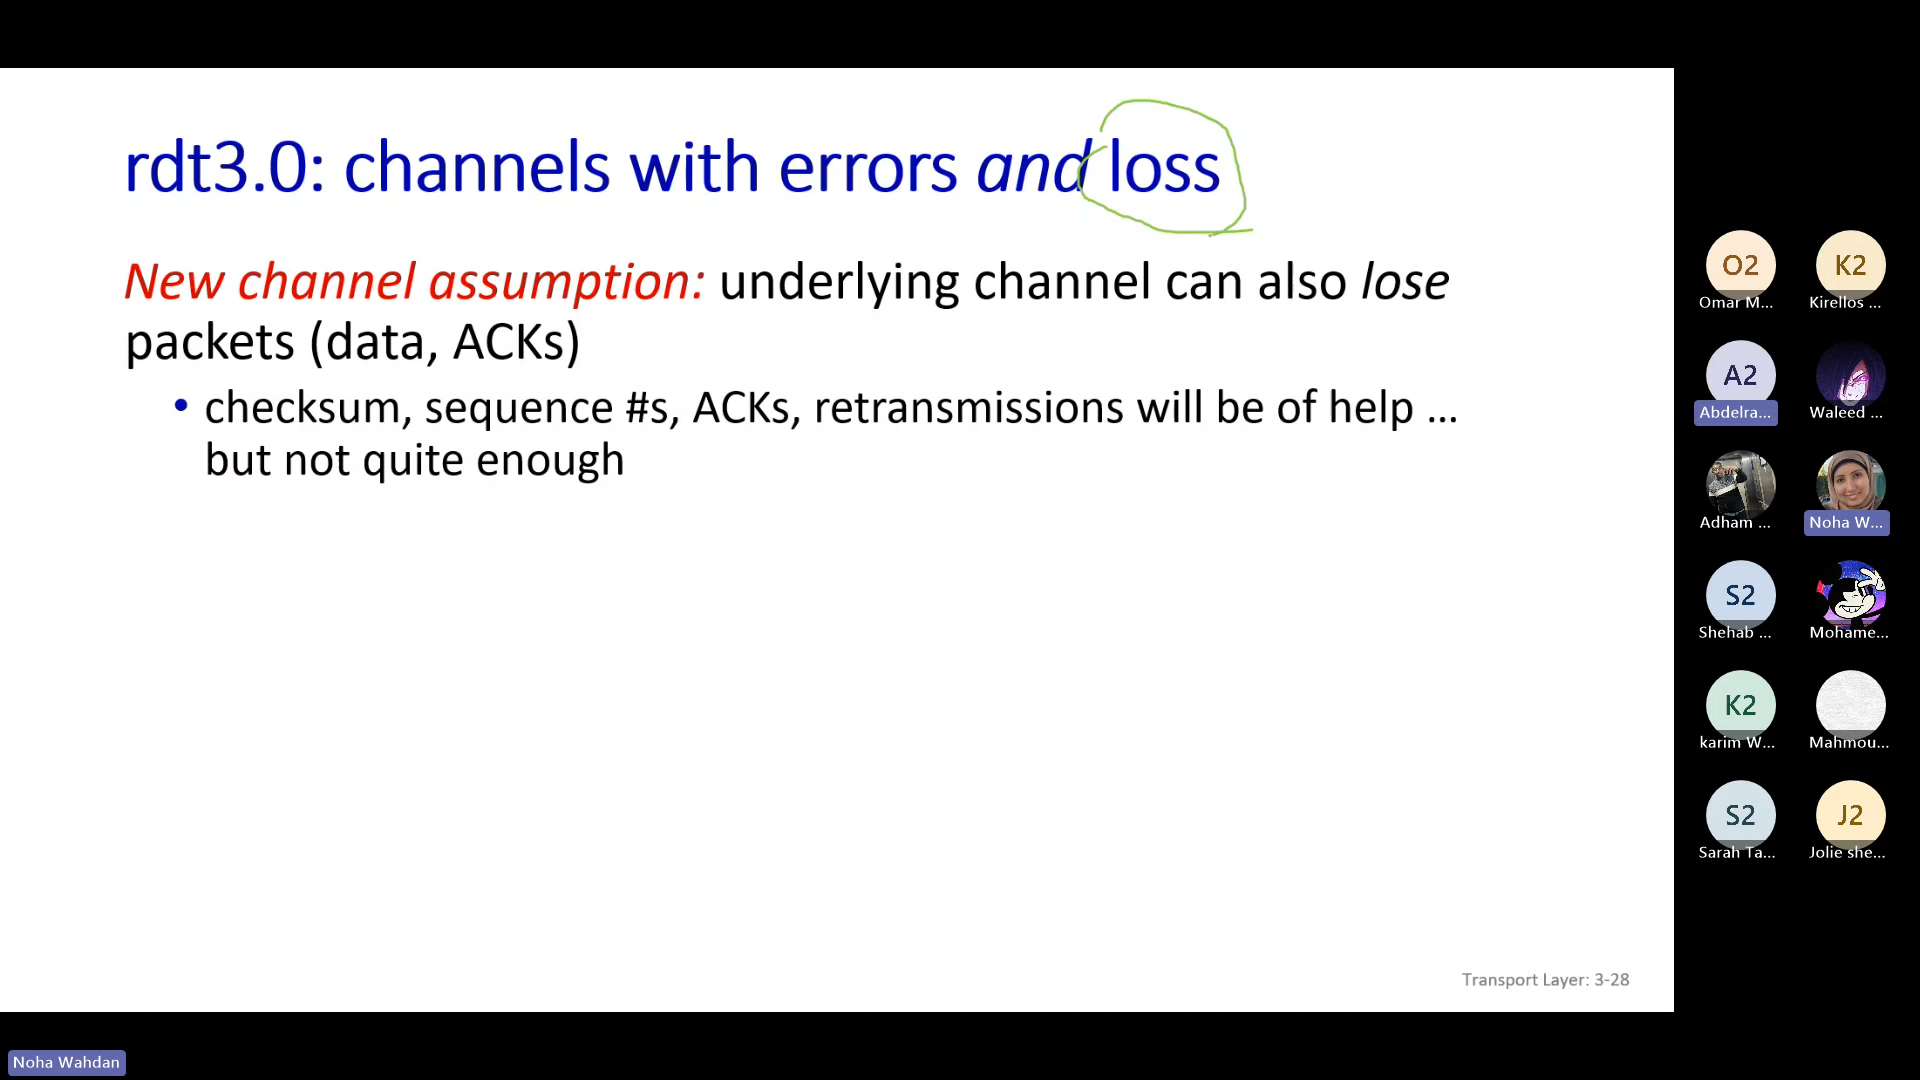 rdt3.0: channels with errors and loss
New channel assumption: underlying channel can also lose
packets (data, ACKs)
• checksum, sequence #s, ACKs, retransmissions will be of help ...
but not quite enough
Transport Layer: 3-28
O2
K2
Omar M...
Kirellos ...
A2
Abdelra...
Waleed ...
Adham ...
Noha W...
S2
Shehab ...
Mohame...
K2
karim W...
Mahmou...
S2
J2
Sarah Ta...
Jolie she...
Noha Wahdan